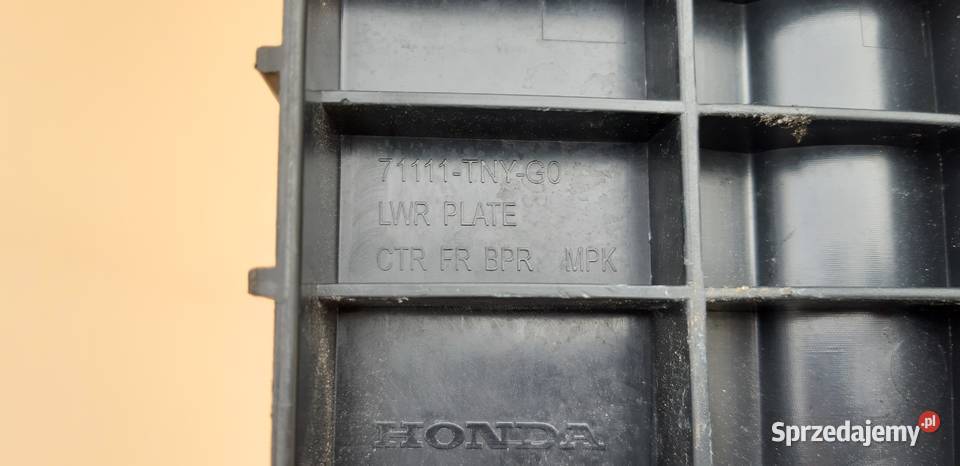 71111-TNY-G0
LWR PLATE
CTR FR BPR MPK
HONDA
Sprzedajemy.pl